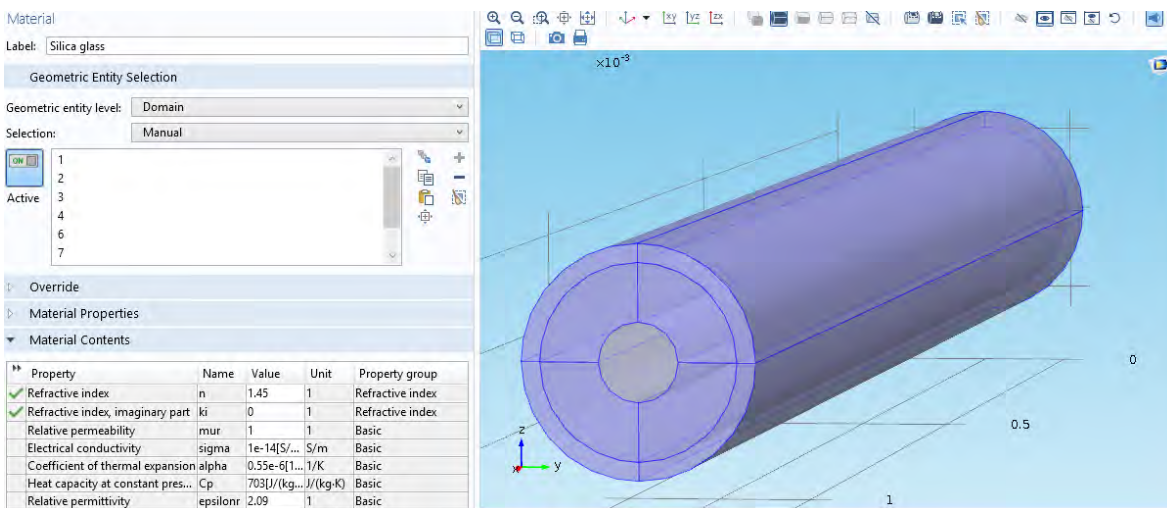 Material
Label: Silica glass
Geometric Entity Selection
Geometric entity level: Domain
Selection: Manual
ON
1
2
Active 3
4
6
7
Override
Material Properties
Material Contents
Property Name Value Unit Property group
Refractive index n 1.45 1 Refractive index
Refractive index, imaginary part ki 0 1 Refractive index
Relative permeability mur 1 1 Basic
Electrical conductivity sigma 1e-14[S/... S/m Basic
Coefficient of thermal expansion alpha 0.55e-6[1... 1/K Basic
Heat capacity at constant pres... Cp 703[J/(kg... J/(kg·K) Basic
Relative permittivity epsilonr 2.09 1 Basic
xy yz zx
×10⁻³
0
0.5
1
z
x y